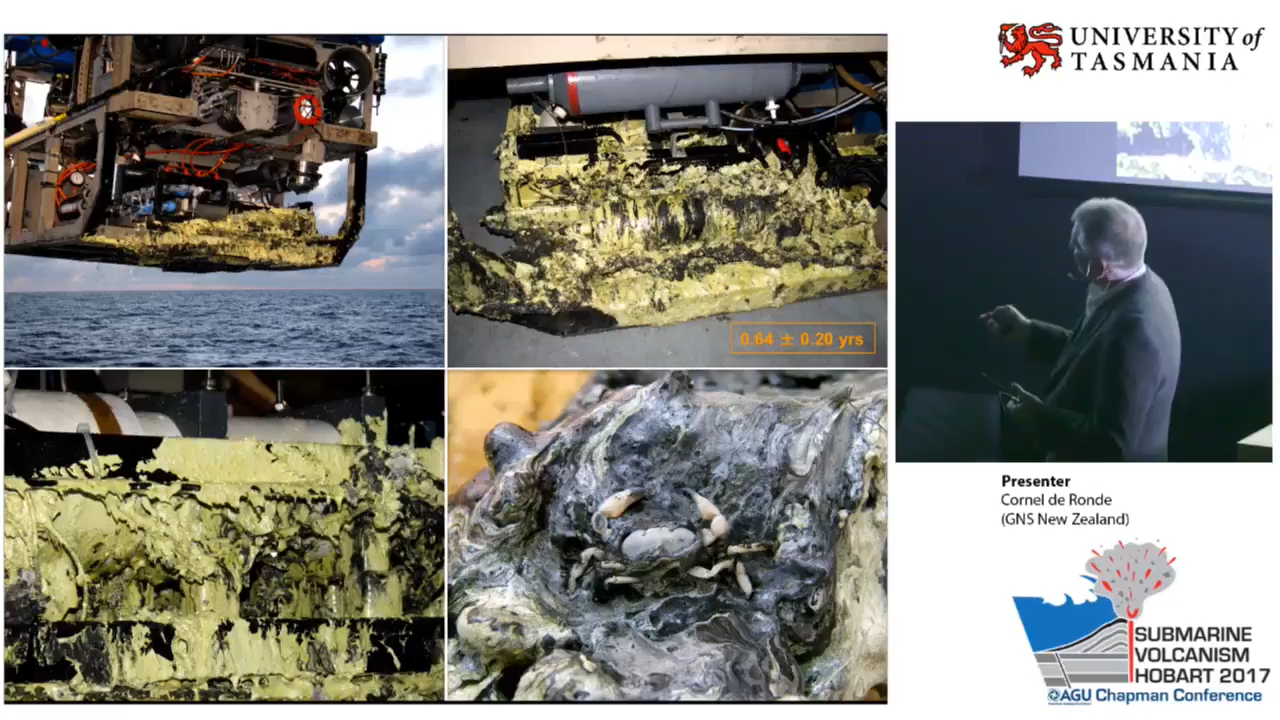 UNIVERSITY of
TASMANIA
0.64 ± 0.20 yrs
Presenter
Cornel de Ronde
(GNS New Zealand)
SUBMARINE
VOLCANISM
HOBART 2017
AGU Chapman Conference